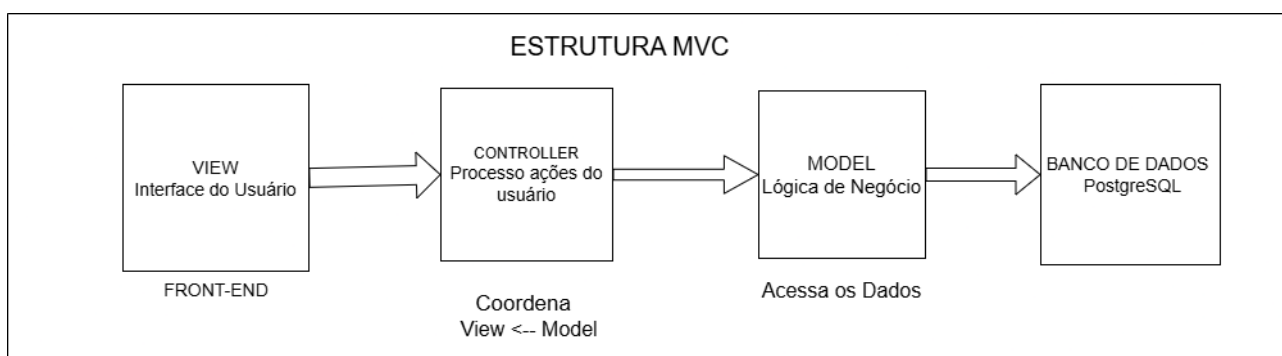 ESTRUTURA MVC
VIEW
Interface do Usuário
FRONT-END
CONTROLLER
Processo ações do
usuário
Coordena
View <-- Model
MODEL
Lógica de Negócio
Acessa os Dados
BANCO DE DADOS
PostgreSQL